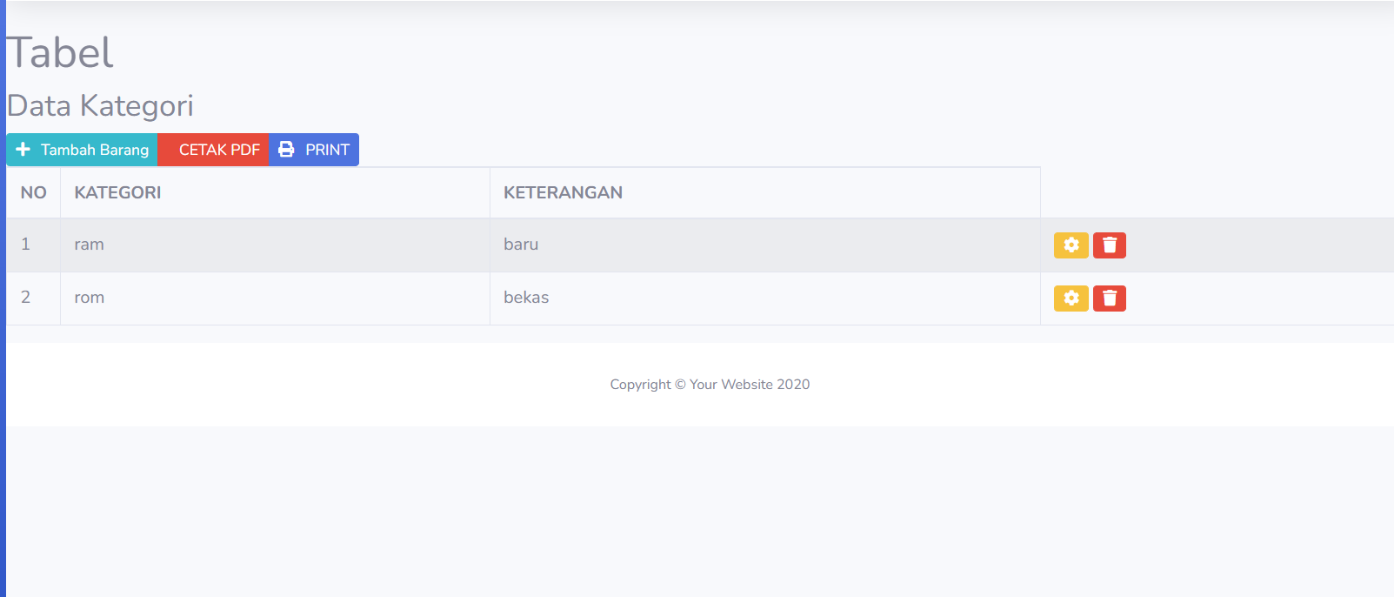 Tabel
Data Kategori
Tambah Barang CETAK PDF PRINT
NO KATEGORI KETERANGAN
1 ram baru
2 rom bekas
Copyright © Your Website 2020